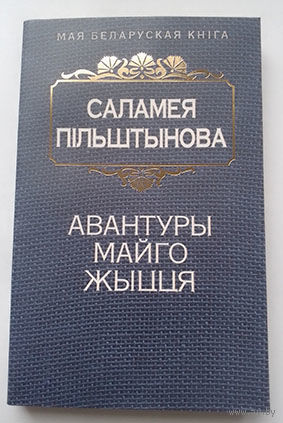 МАЯ БЕЛАРУСКАЯ КНІГА
САЛАМЕЯ
ПІЛЬШТЫНОВА
АВАНТУРЫ
МАЙГО
ЖЫЦЦЯ